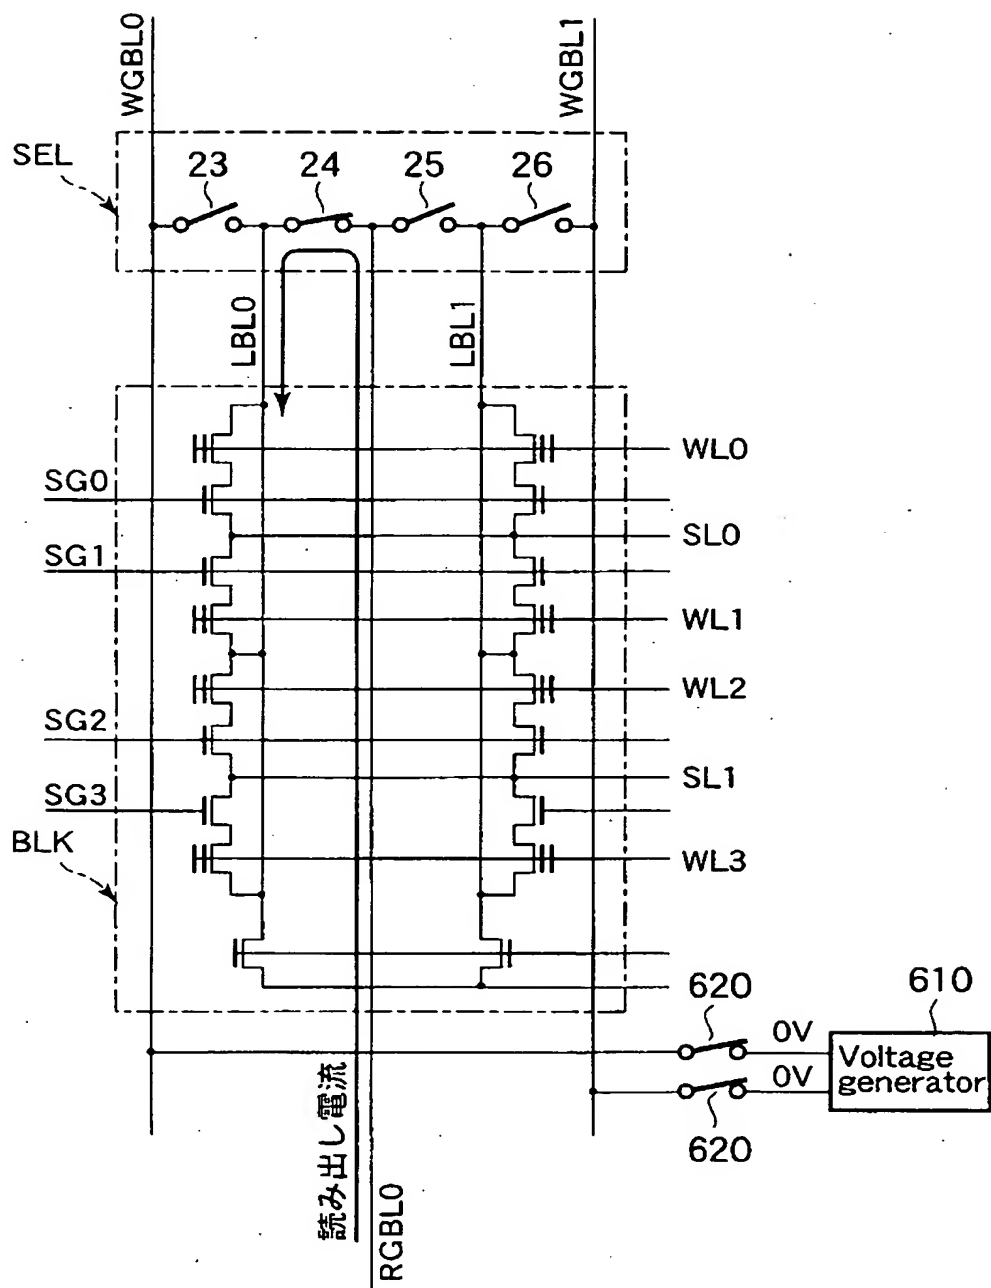 WGBL0
WGBL1
SEL
23
24
25
26
LBL0
LBL1
WL0
SG0
SL0
SG1
WL1
WL2
SG2
SL1
SG3
BLK
WL3
620
0V
610
Voltage
generator
0V
620
読み出し電流
RGBL0